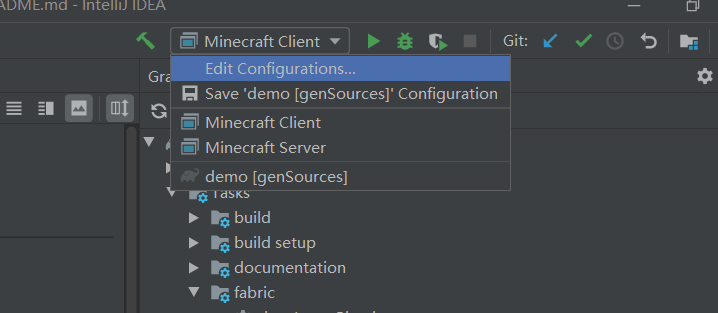 ADME.md - IntelliJ IDEA
Minecraft Client
Git:
Edit Configurations...
Gra
Save 'demo [genSources]' Configuration
Minecraft Client
Minecraft Server
demo [genSources]
Tasks
build
build setup
documentation
fabric